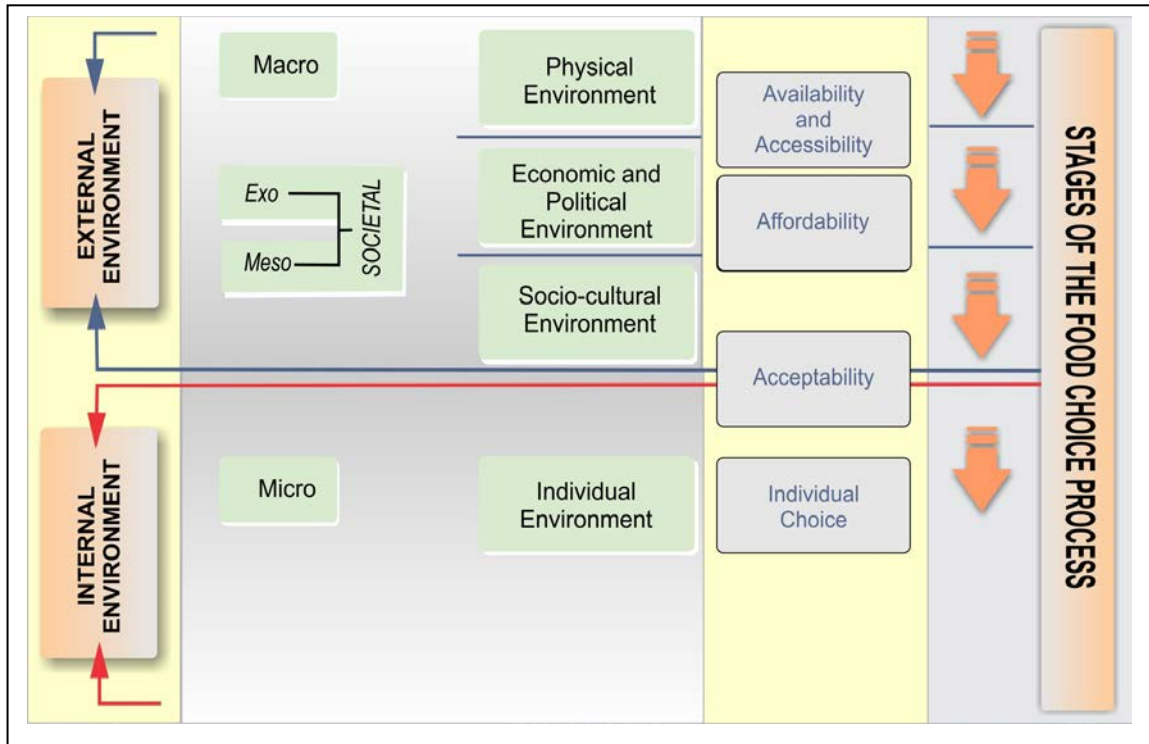 EXTERNAL
ENVIRONMENT
INTERNAL
ENVIRONMENT
Macro
Exo
Meso
SOCIETAL
Micro
Physical
Environment
Economic and
Political
Environment
Socio-cultural
Environment
Individual
Environment
Availability
and
Accessibility
Affordability
Acceptability
Individual
Choice
STAGES OF THE FOOD CHOICE PROCESS